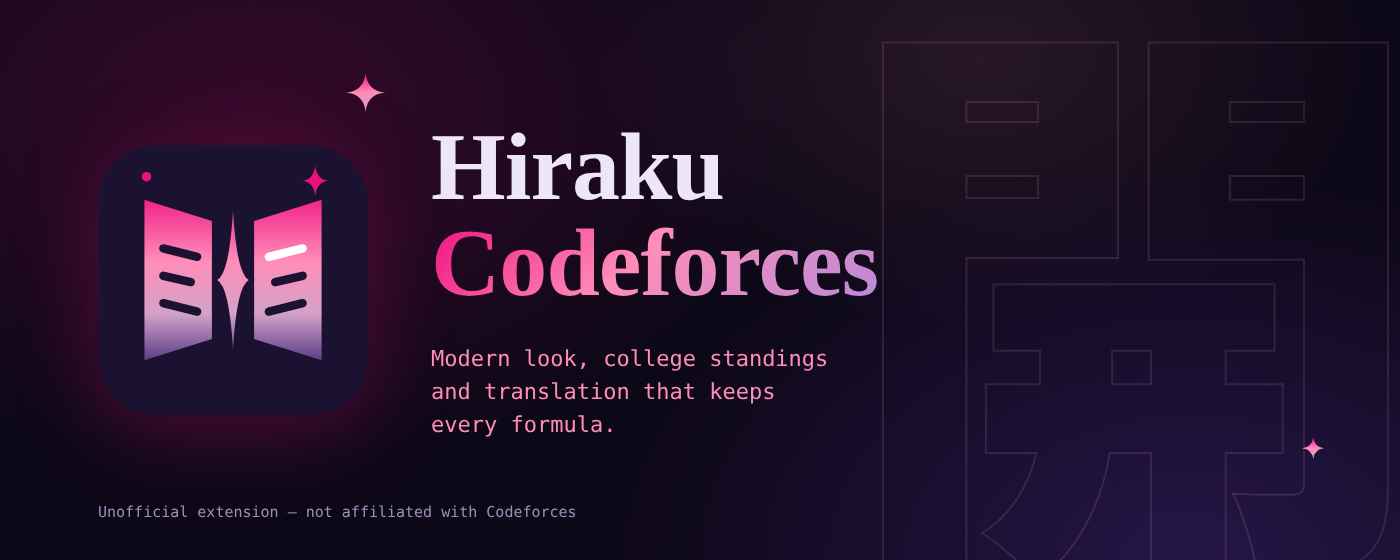 Hiraku
Codeforces
Modern look, college standings
and translation that keeps
every formula.
Unofficial extension — not affiliated with Codeforces
開